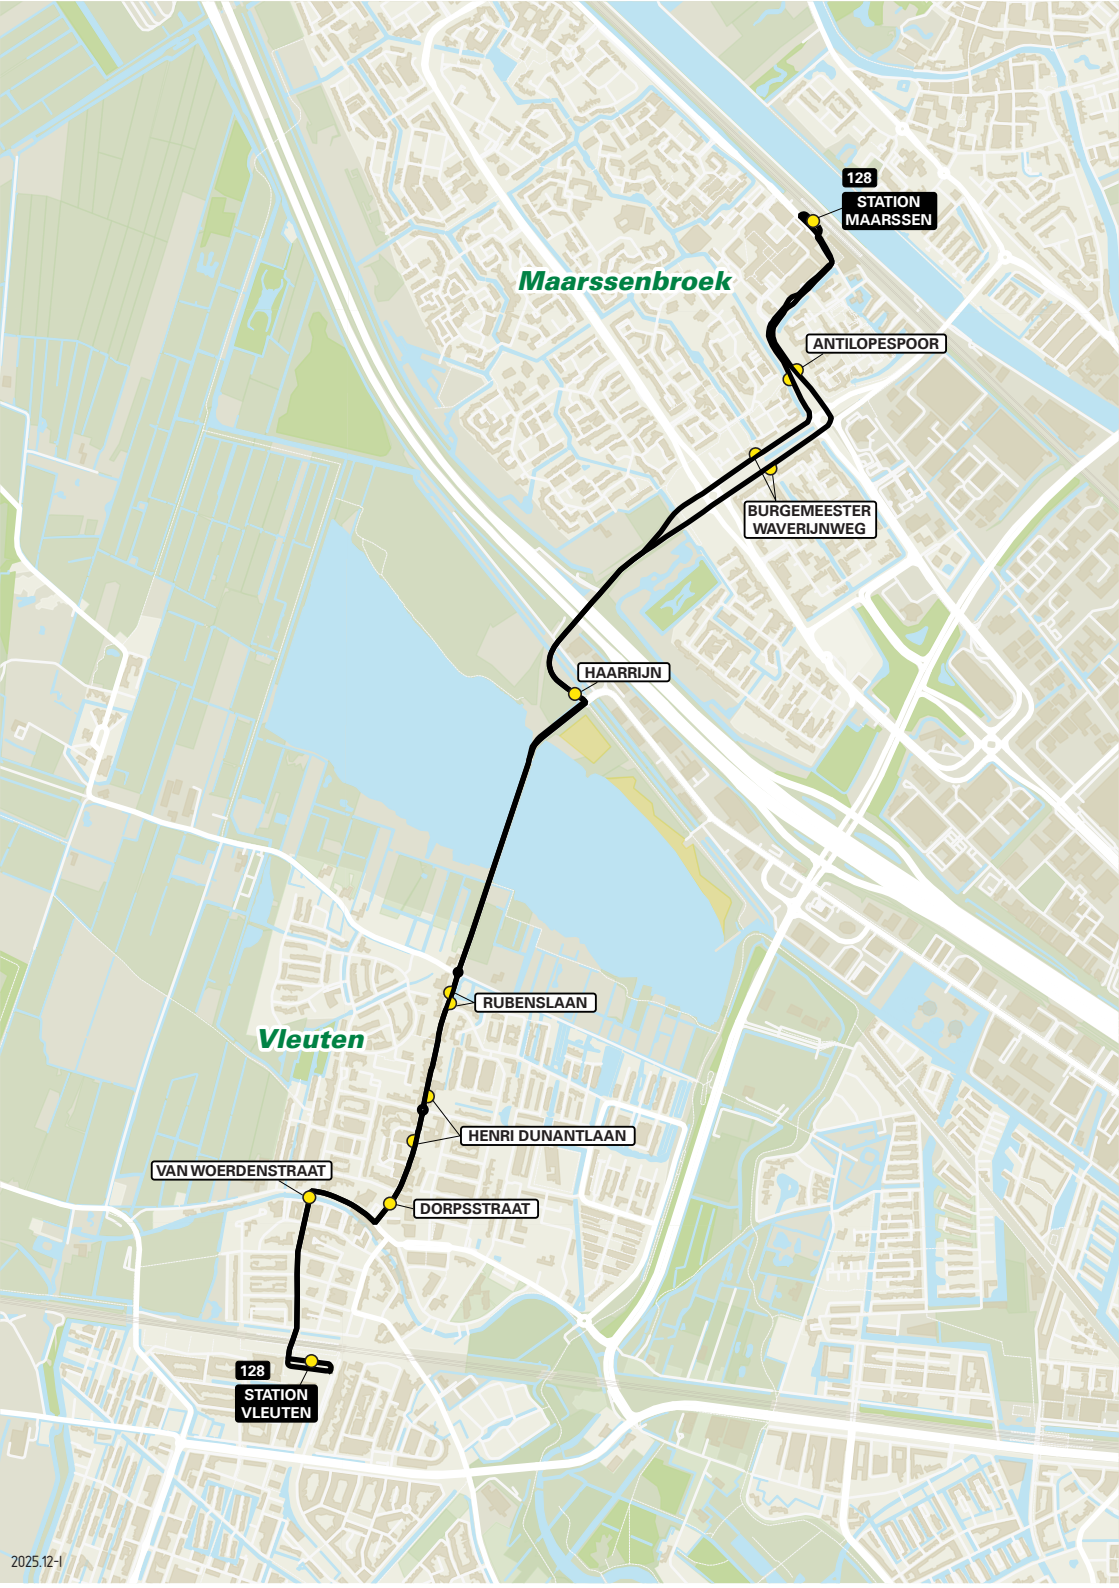 128
STATION
MAARSSEN
Maarssenbroek
ANTILOPESPOOR
BURGEMEESTER
WAVERIJNWEG
HAARRIJN
RUBENSLAAN
Vleuten
HENRI DUNANTLAAN
VAN WOERDENSTRAAT
DORPSSTRAAT
128
STATION
VLEUTEN
2025.12-I